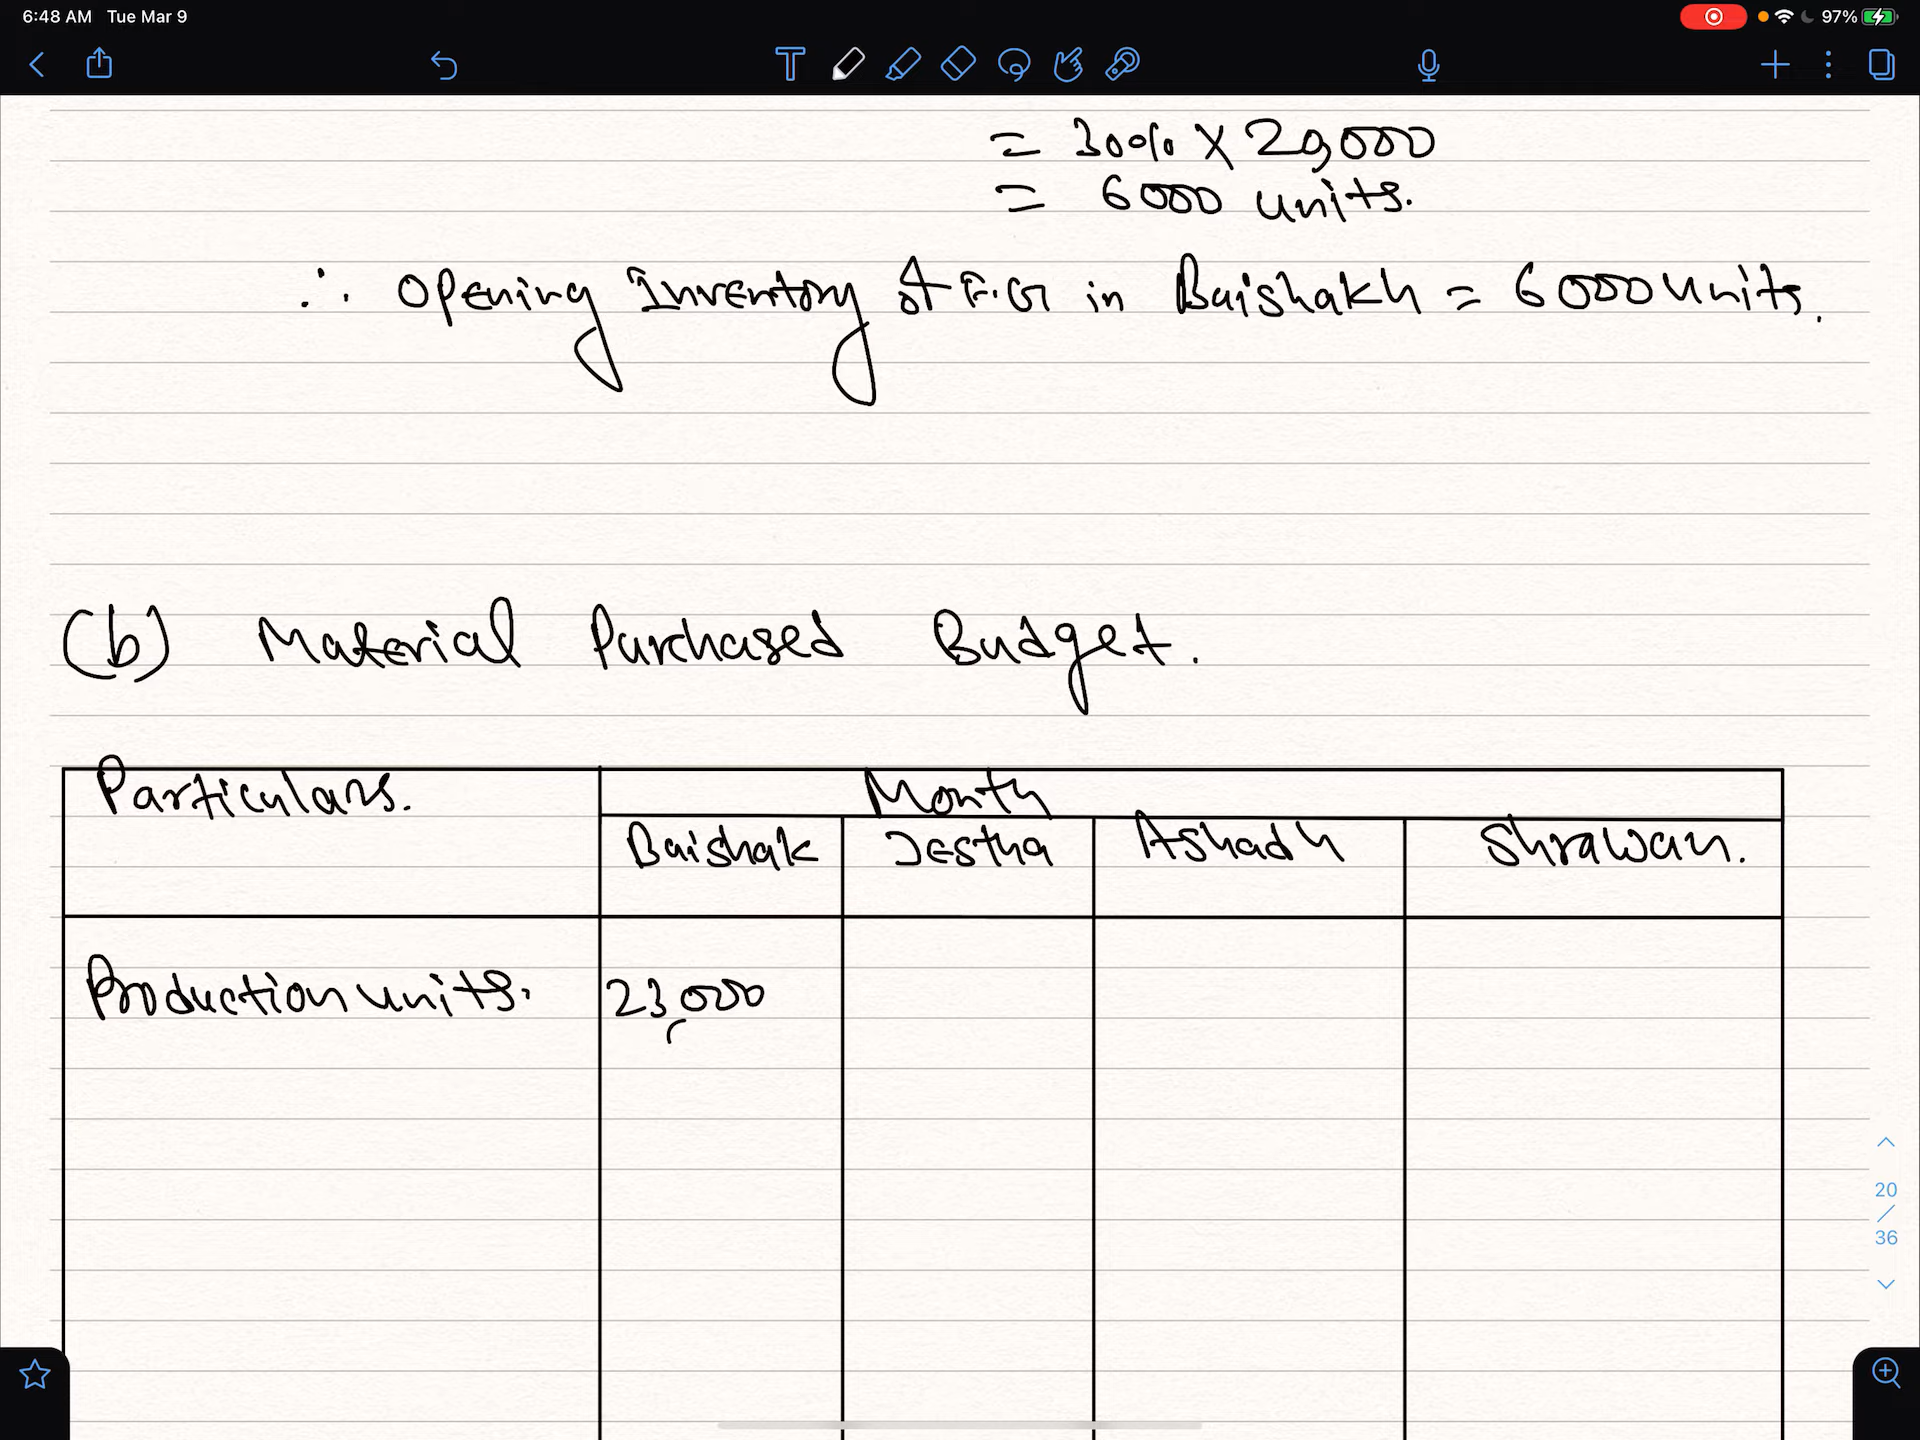 6:48 AM Tue Mar 9
97%
= 30% X 20,000
= 6000 units.
∴ Opening Inventory of F.G in Baishakh = 6000 units.
(b) Material Purchased Budget.
Particulars.
Month
Baishak Jestha Ashadh Shrawan.
Production units. 23,000
20
/
36